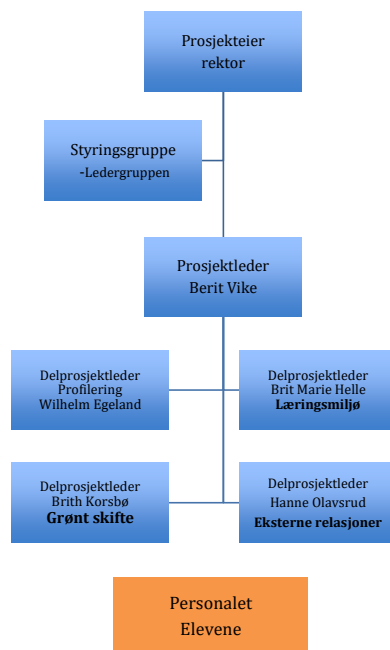 Prosjekteier
rektor
Styringsgruppe
-Ledergruppen
Prosjektleder
Berit Vike
Delprosjektleder
Profilering
Wilhelm Egeland
Delprosjektleder
Brit Marie Helle
Læringsmiljø
Delprosjektleder
Brith Korsbø
Grønt skifte
Delprosjektleder
Hanne Olavsrud
Eksterne relasjoner
Personalet
Elevene